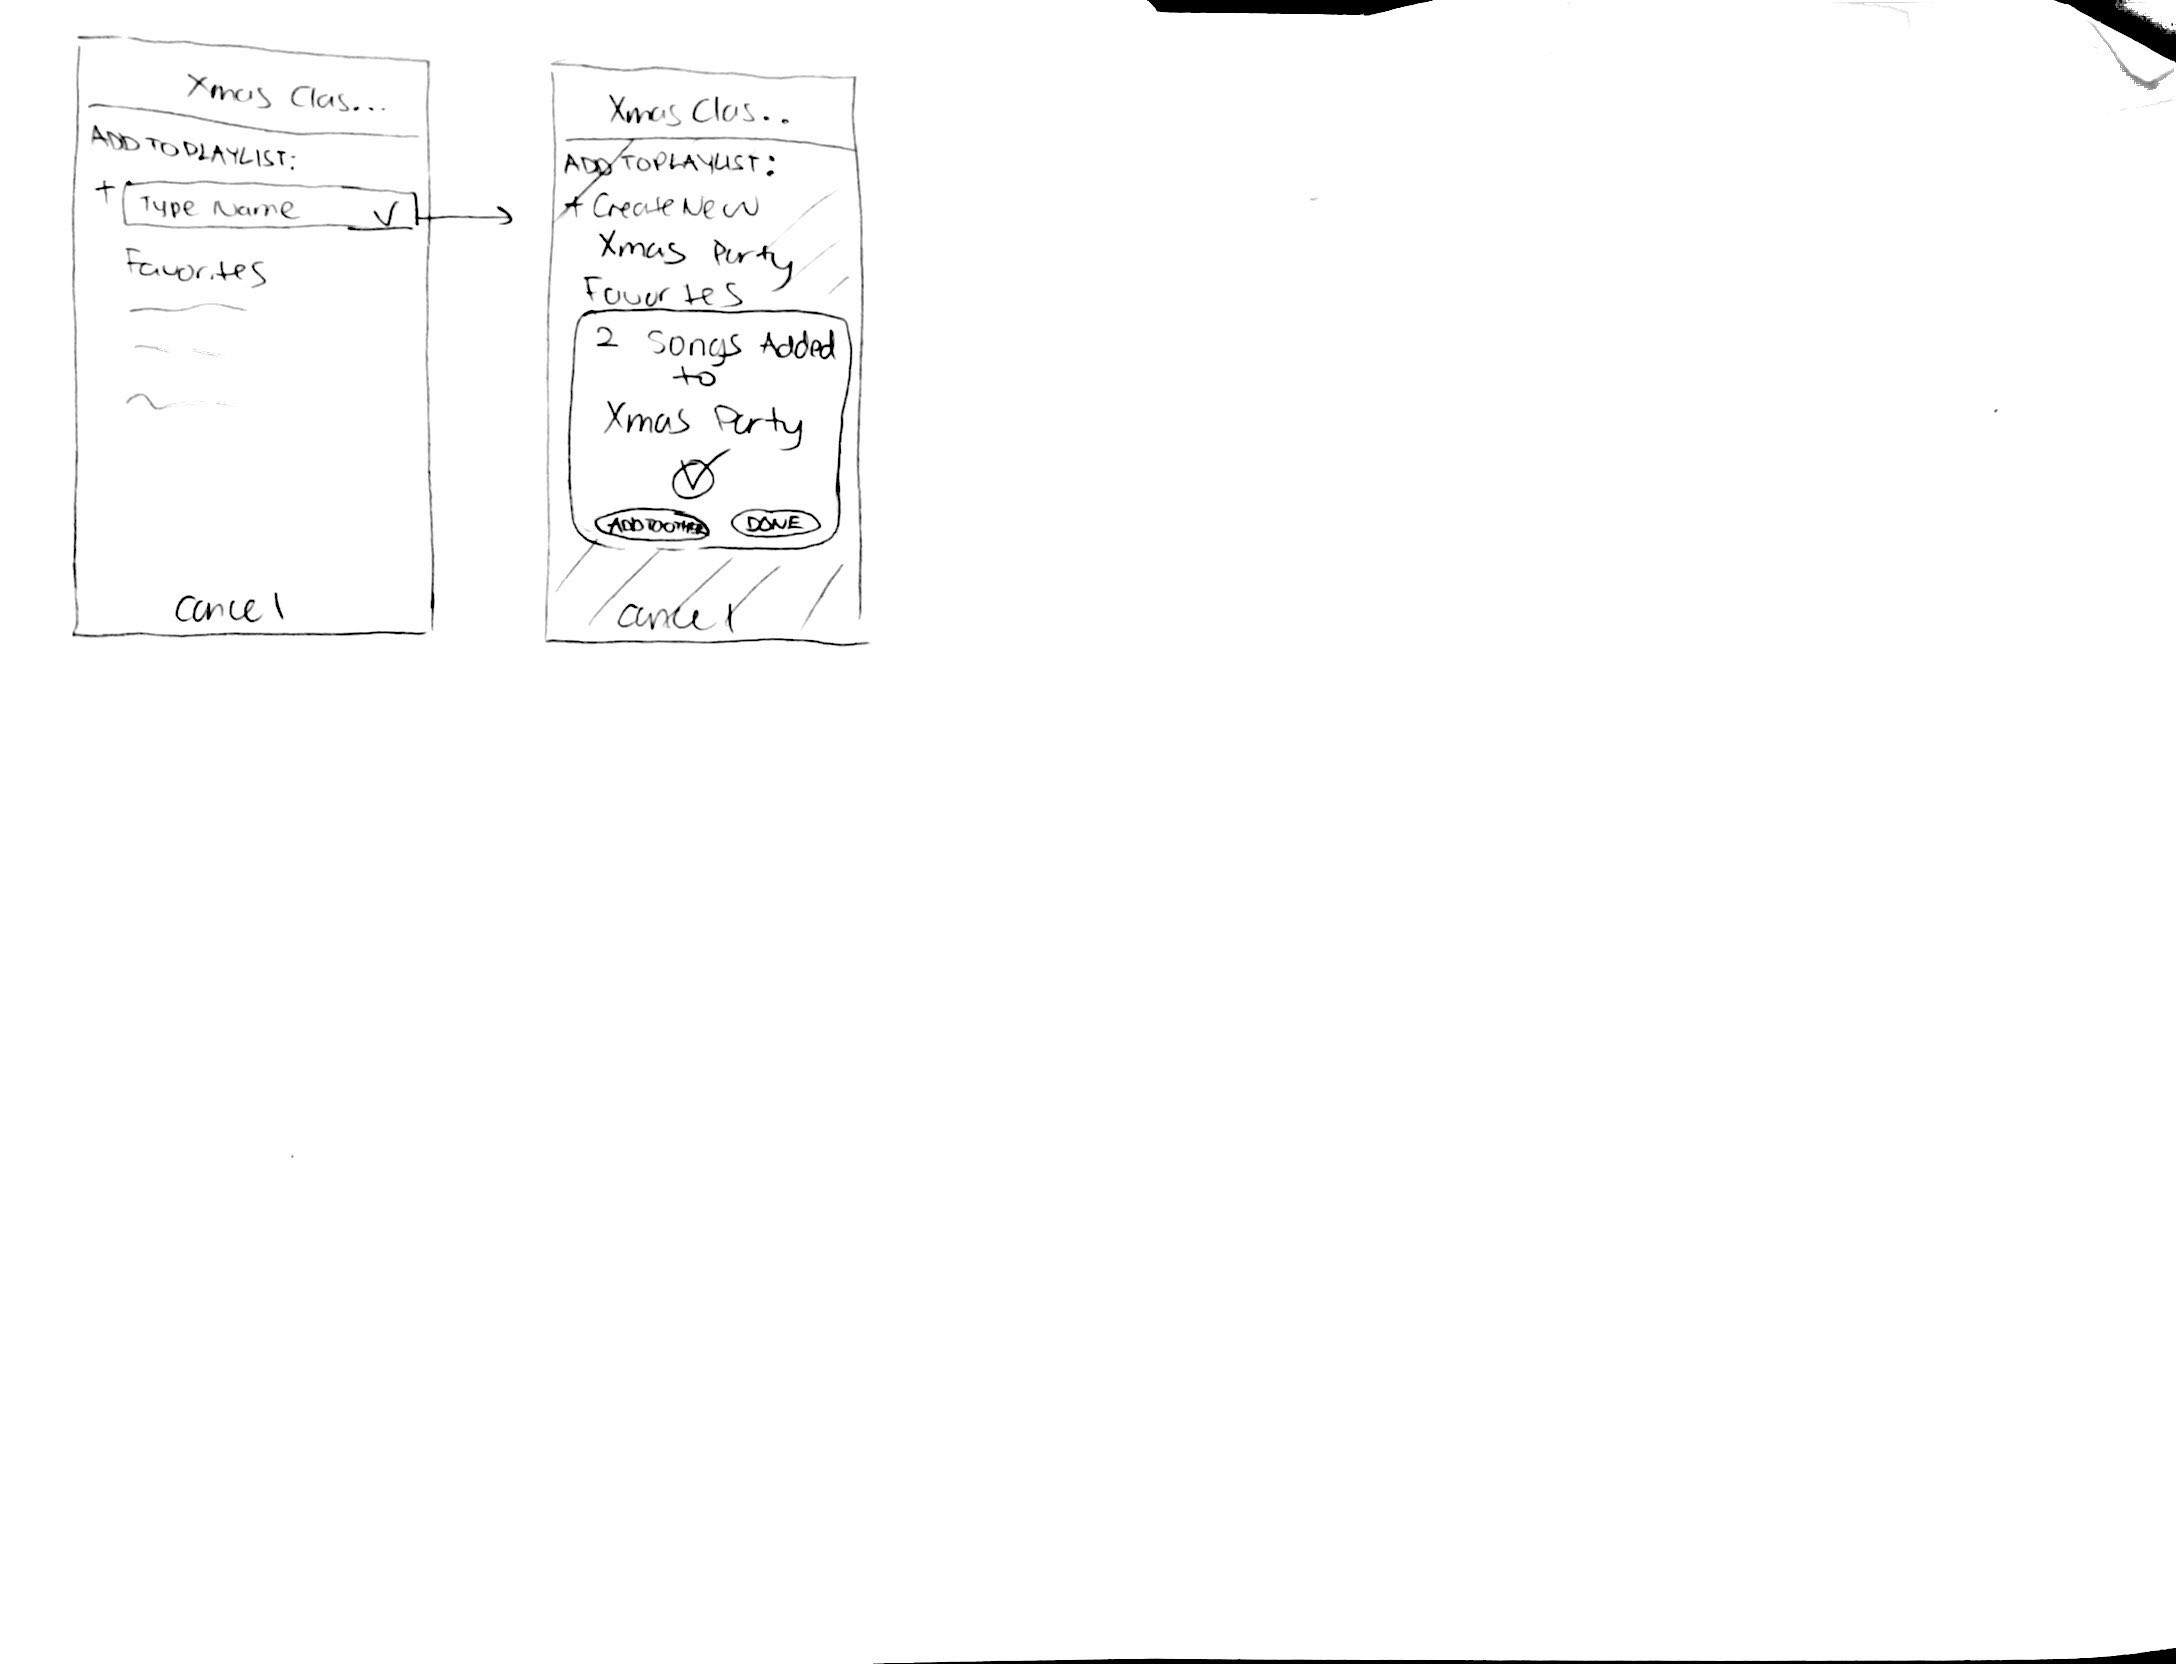 Xmas Clas...
ADD TO PLAYLIST:
+
Type Name
Favorites
Cancel
Xmas Clas..
ADD TO PLAYLIST:
+ Create New
Xmas Party
Favorites
2 Songs Added
to
Xmas Party
ADD TO OTHER
DONE
Cancel